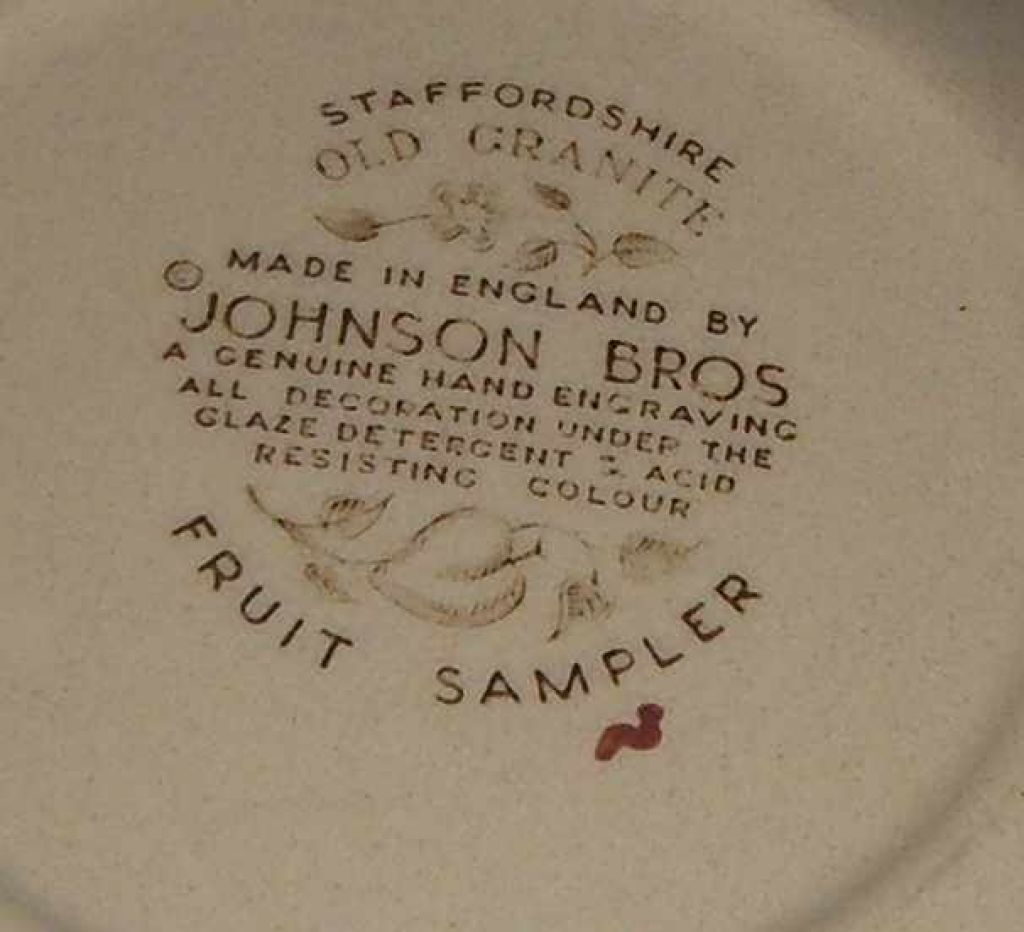 STAFFORDSHIRE
OLD GRANITE
© MADE IN ENGLAND BY
JOHNSON BROS
A GENUINE HAND ENGRAVING
ALL DECORATION UNDER THE
GLAZE DETERGENT & ACID
RESISTING COLOUR
FRUIT SAMPLER